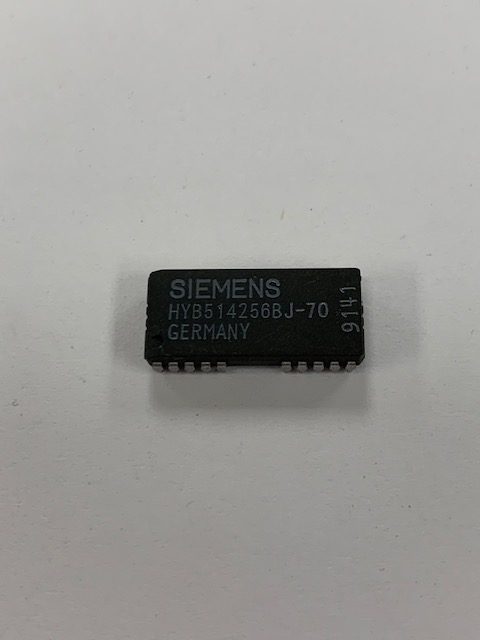 SIEMENS
HYB514256BJ-70
GERMANY
9141